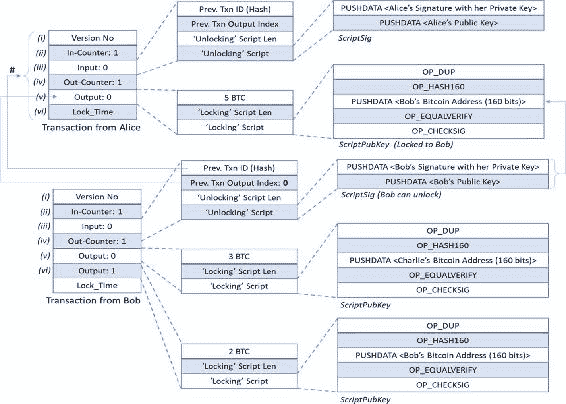 Prev. Txn ID (Hash)
Prev. Txn Output Index
'Unlocking' Script Len
'Unlocking' Script
PUSHDATA <Alice's Signature with her Private Key>
PUSHDATA <Alice's Public Key>
ScriptSig
#
(i) Version No
(ii) In-Counter: 1
(iii) Input: 0
(iv) Out-Counter: 1
(v) Output: 0
(vi) Lock_Time
Transaction from Alice
5 BTC
'Locking' Script Len
'Locking' Script
OP_DUP
OP_HASH160
PUSHDATA <Bob's Bitcoin Address (160 bits)>
OP_EQUALVERIFY
OP_CHECKSIG
ScriptPubKey (Locked to Bob)
Prev. Txn ID (Hash)
Prev. Txn Output Index: 0
'Unlocking' Script Len
'Unlocking' Script
PUSHDATA <Bob's Signature with her Private Key>
PUSHDATA <Bob's Public Key>
ScriptSig (Bob can unlock)
(i) Version No
(ii) In-Counter: 1
(iii) Input: 0
(iv) Out-Counter: 1
(v) Output: 0
(vi) Output: 1
Lock_Time
Transaction from Bob
3 BTC
'Locking' Script Len
'Locking' Script
OP_DUP
OP_HASH160
PUSHDATA <Charlie's Bitcoin Address (160 bits)>
OP_EQUALVERIFY
OP_CHECKSIG
ScriptPubKey
2 BTC
'Locking' Script Len
'Locking' Script
OP_DUP
OP_HASH160
PUSHDATA <Bob's Bitcoin Address (160 bits)>
OP_EQUALVERIFY
OP_CHECKSIG
ScriptPubKey